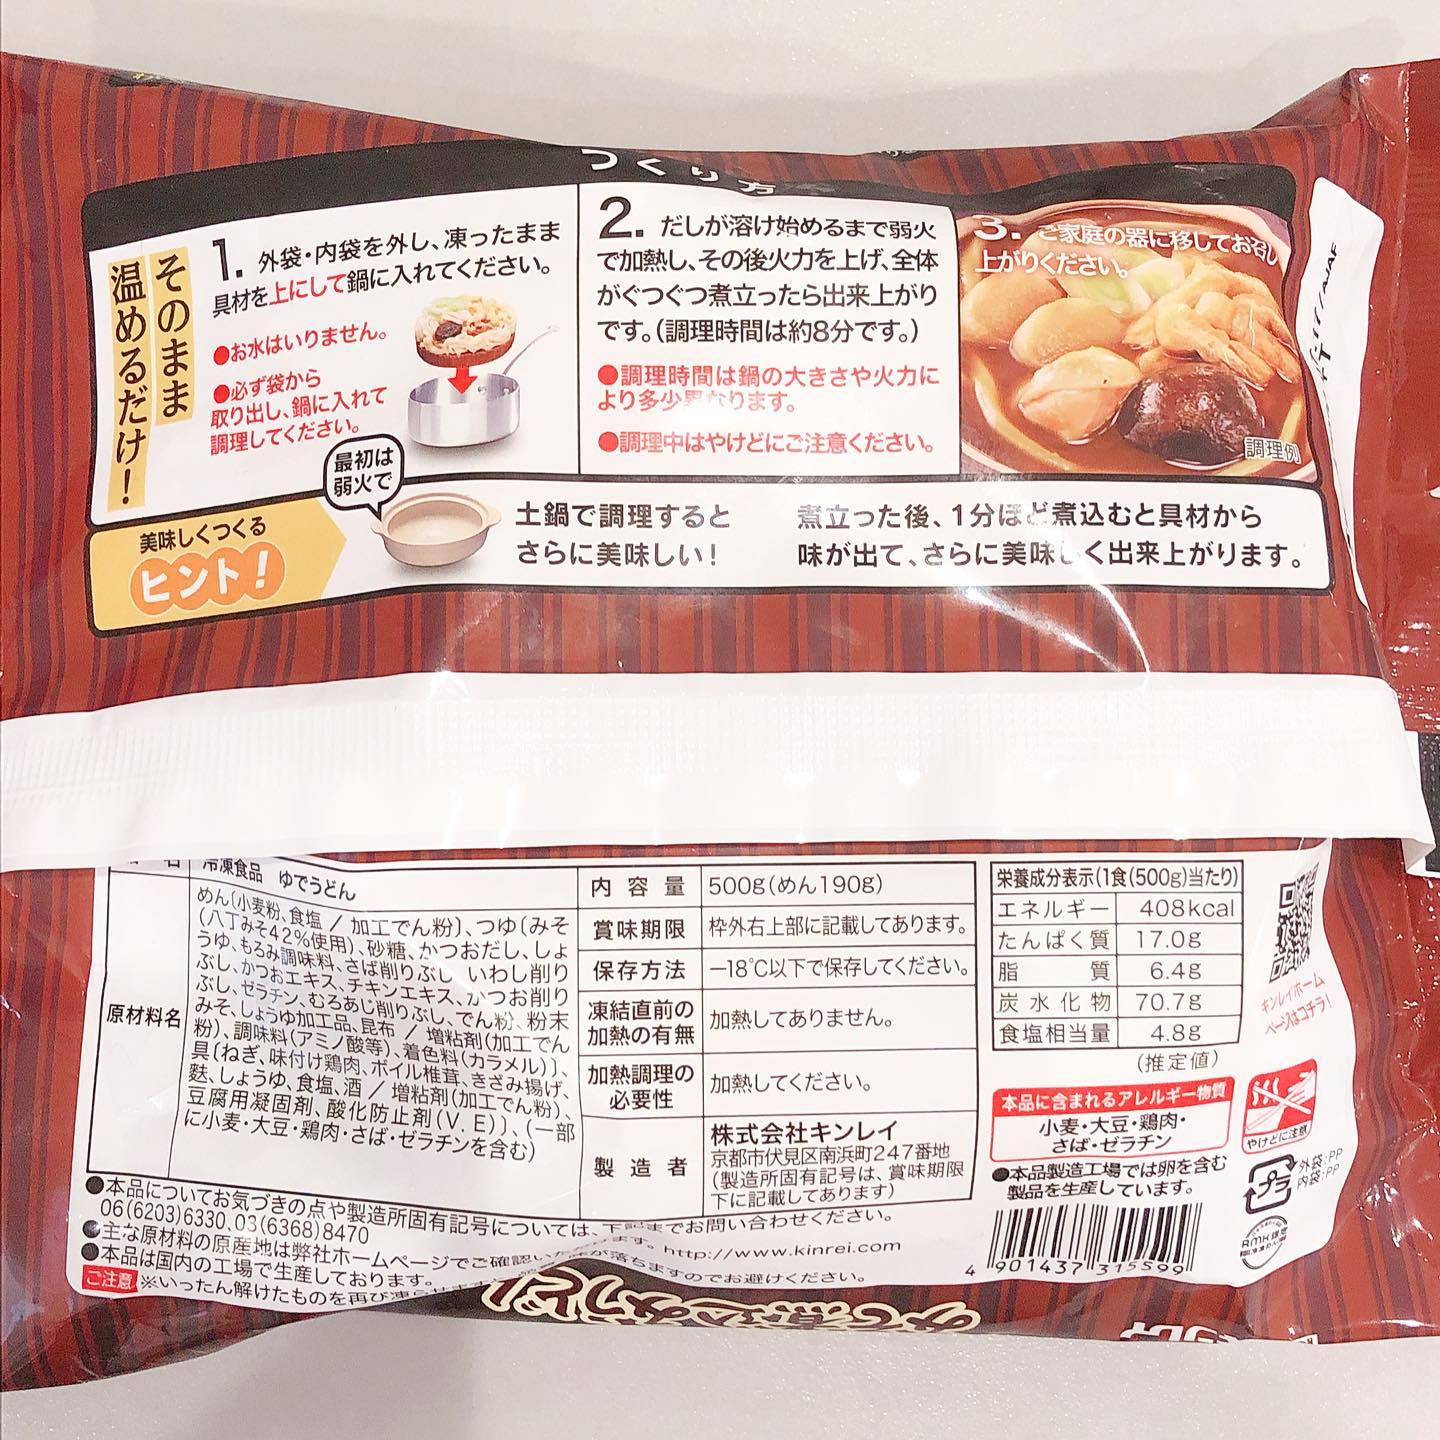 つくり方
そのまま
温めるだけ!
1. 外袋・内袋を外し、凍ったまま
具材を上にして鍋に入れてください。
●お水はいりません。
●必ず袋から
取り出し、鍋に入れて
調理してください。
2. だしが溶け始めるまで弱火
で加熱し、その後火力を上げ、全体
がぐつぐつ煮立ったら出来上がり
です。(調理時間は約8分です。)
●調理時間は鍋の大きさや火力に
より多少異なります。
●調理中はやけどにご注意ください。
3. ご家庭の器に移してお召し
上がりください。
調理例
美味しくつくる
ヒント!
最初は
弱火で
土鍋で調理すると
さらに美味しい!
煮立った後、1分ほど煮込むと具材から
味が出て、さらに美味しく出来上がります。
名 冷凍食品 ゆでうどん
原材料名
めん〔小麦粉、食塩 / 加工でん粉〕、つゆ〔みそ
(八丁みそ42%使用)、砂糖、かつおだし、しょ
うゆ、もろみ調味料、さば削りぶし、いわし削り
ぶし、かつおエキス、チキンエキス、かつお削り
ぶし、ゼラチン、むろあじ削りぶし、でん粉、粉末
みそ、しょうゆ加工品、昆布 / 増粘剤(加工でん
粉)、調味料(アミノ酸等)、着色料(カラメル)〕、
具〔ねぎ、味付け鶏肉、ボイル椎茸、きざみ揚げ、
麩、しょうゆ、食塩、酒 / 増粘剤(加工でん粉)、
豆腐用凝固剤、酸化防止剤(V.E)〕、(一部
に小麦・大豆・鶏肉・さば・ゼラチンを含む)
内容量 500g(めん190g)
賞味期限 枠外右上部に記載してあります。
保存方法 −18℃以下で保存してください。
凍結直前の
加熱の有無 加熱してありません。
加熱調理の
必要性 加熱してください。
製造者 株式会社キンレイ
京都市伏見区南浜町247番地
(製造所固有記号は、賞味期限
下に記載してあります)
栄養成分表示(1食(500g)当たり)
エネルギー 408kcal
たんぱく質 17.0g
脂質 6.4g
炭水化物 70.7g
食塩相当量 4.8g
(推定値)
キンレイホーム
ページはコチラ!
本品に含まれるアレルギー物質
小麦・大豆・鶏肉・
さば・ゼラチン
●本品製造工場では卵を含む
製品を生産しています。
やけどに注意
プラ
外袋:PP
内袋:PP
4 901437 315599
●本品についてお気づきの点や製造所固有記号については、下記までお問い合わせください。
06(6203)6330、03(6368)8470
●主な原材料の原産地は弊社ホームページでご確認い
http://www.kinrei.com
●本品は国内の工場で生産しております。
ご注意 ※いったん解けたものを再び凍らせますと
が落ちますのでお避けください。